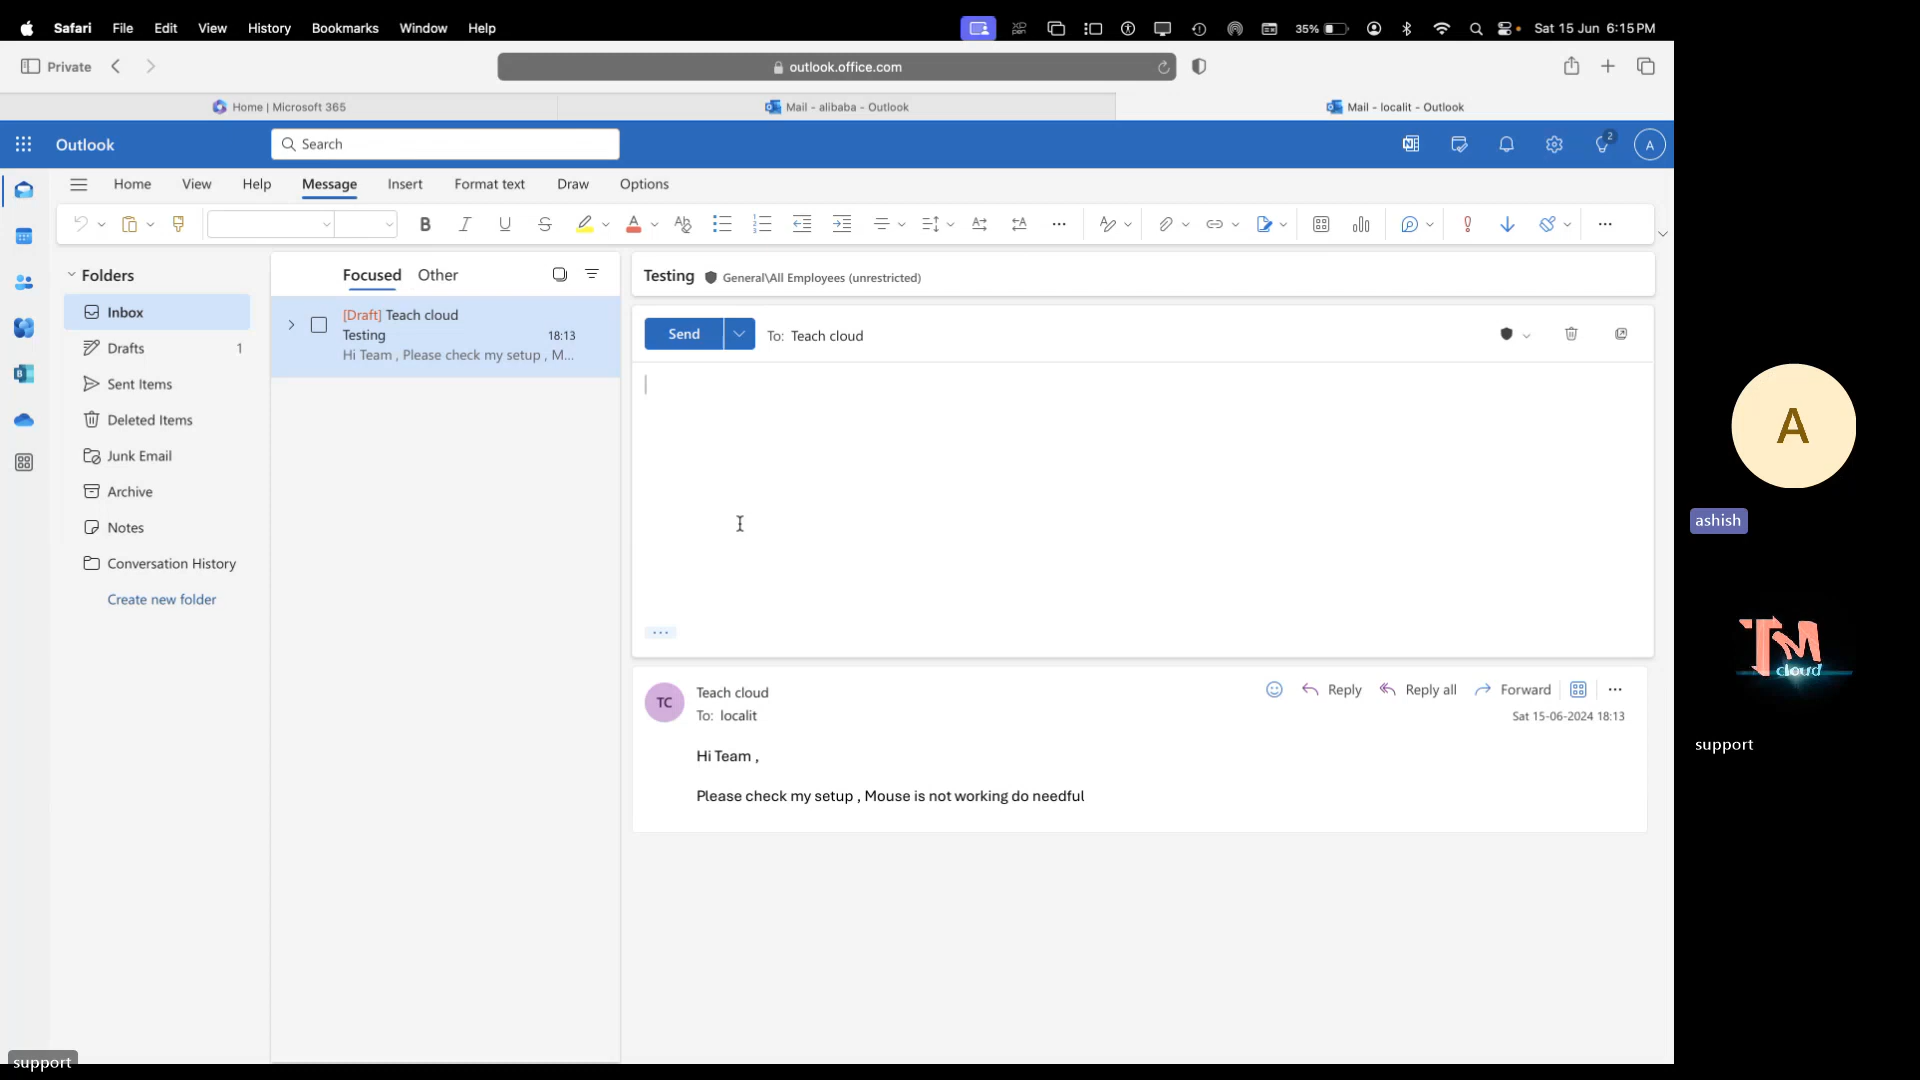 Safari File Edit View History Bookmarks Window Help 35% Sat 15 Jun 6:15 PM
Private outlook.office.com
Home | Microsoft 365 Mail - alibaba - Outlook Mail - localit - Outlook
Outlook Search 2 A
Home View Help Message Insert Format text Draw Options
Folders
Inbox
Drafts 1
Sent Items
Deleted Items
Junk Email
Archive
Notes
Conversation History
Create new folder
Focused Other
[Draft] Teach cloud
Testing 18:13
Hi Team , Please check my setup , M...
Testing General\All Employees (unrestricted)
Send To: Teach cloud
TC Teach cloud
To: localit
Reply Reply all Forward
Sat 15-06-2024 18:13
Hi Team ,
Please check my setup , Mouse is not working do needful
A
ashish
TM
cloud
support
support